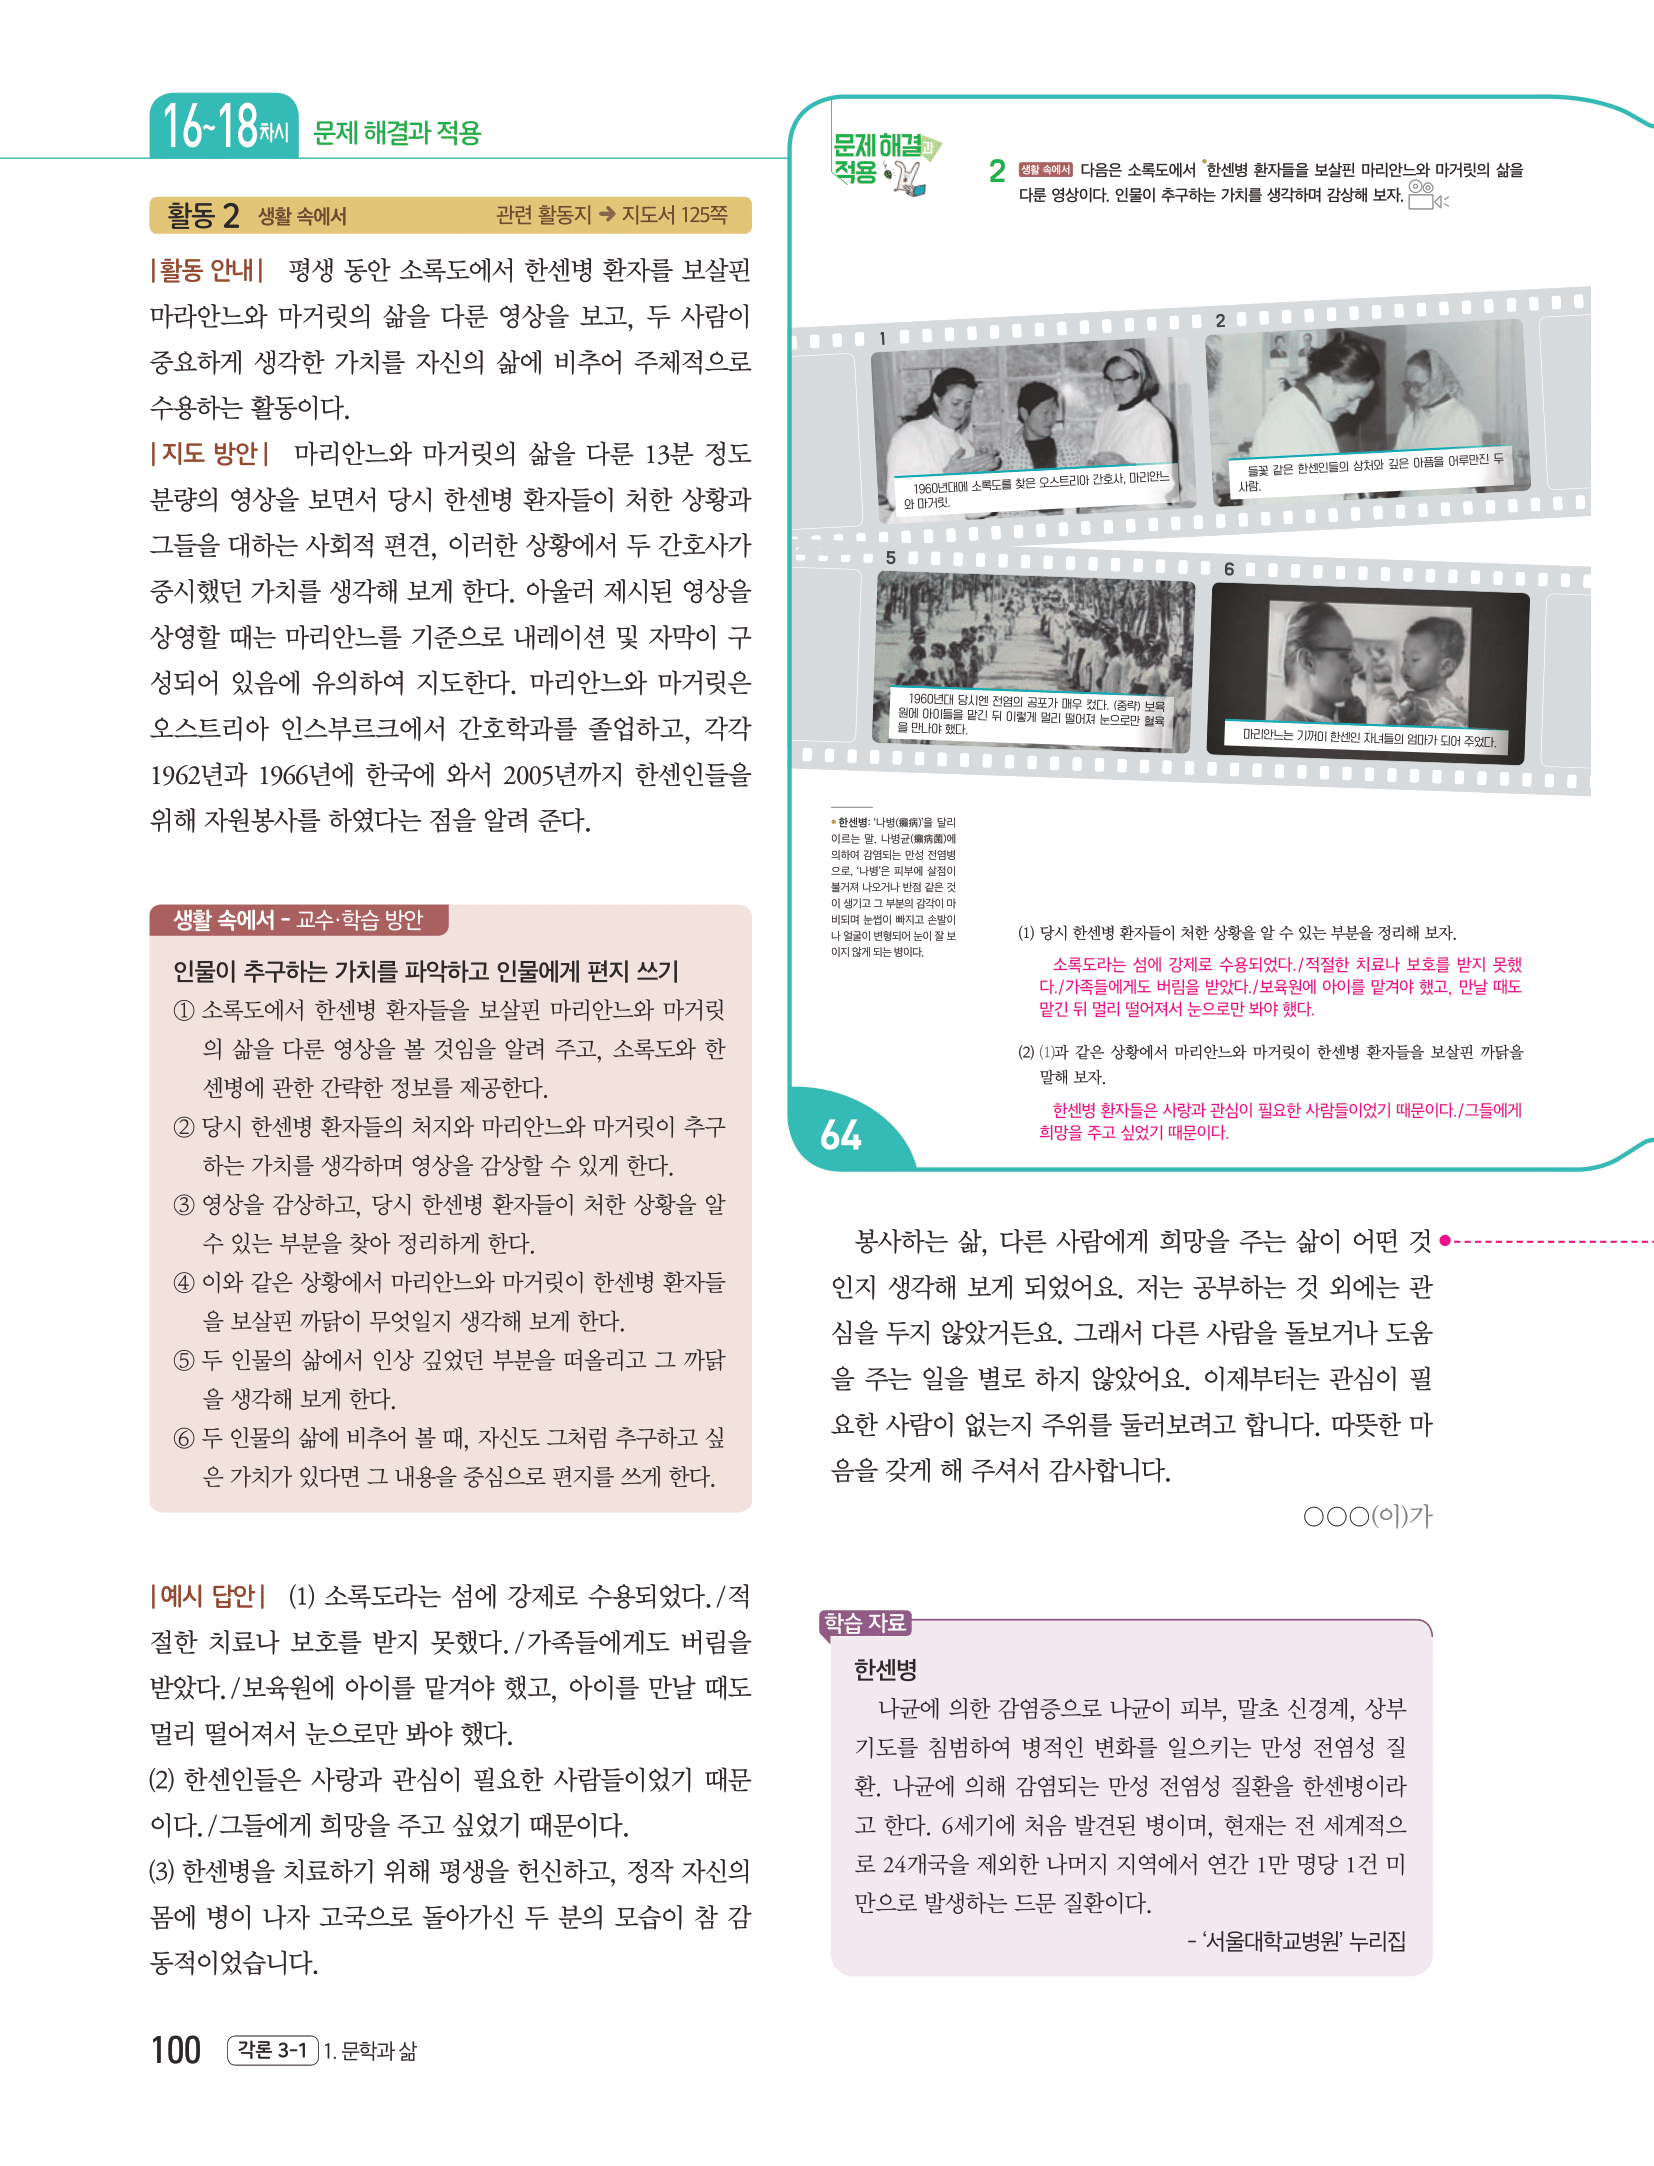 16~18차시 문제 해결과 적용
활동 2 생활 속에서 관련 활동지 ➔ 지도서 125쪽
|활동 안내| 평생 동안 소록도에서 한센병 환자를 보살핀
마라안느와 마거릿의 삶을 다룬 영상을 보고, 두 사람이
중요하게 생각한 가치를 자신의 삶에 비추어 주체적으로
수용하는 활동이다.
|지도 방안| 마리안느와 마거릿의 삶을 다룬 13분 정도
분량의 영상을 보면서 당시 한센병 환자들이 처한 상황과
그들을 대하는 사회적 편견, 이러한 상황에서 두 간호사가
중시했던 가치를 생각해 보게 한다. 아울러 제시된 영상을
상영할 때는 마리안느를 기준으로 내레이션 및 자막이 구
성되어 있음에 유의하여 지도한다. 마리안느와 마거릿은
오스트리아 인스부르크에서 간호학과를 졸업하고, 각각
1962년과 1966년에 한국에 와서 2005년까지 한센인들을
위해 자원봉사를 하였다는 점을 알려 준다.
생활 속에서 - 교수·학습 방안
인물이 추구하는 가치를 파악하고 인물에게 편지 쓰기
① 소록도에서 한센병 환자들을 보살핀 마리안느와 마거릿
의 삶을 다룬 영상을 볼 것임을 알려 주고, 소록도와 한
센병에 관한 간략한 정보를 제공한다.
② 당시 한센병 환자들의 처지와 마리안느와 마거릿이 추구
하는 가치를 생각하며 영상을 감상할 수 있게 한다.
③ 영상을 감상하고, 당시 한센병 환자들이 처한 상황을 알
수 있는 부분을 찾아 정리하게 한다.
④ 이와 같은 상황에서 마리안느와 마거릿이 한센병 환자들
을 보살핀 까닭이 무엇일지 생각해 보게 한다.
⑤ 두 인물의 삶에서 인상 깊었던 부분을 떠올리고 그 까닭
을 생각해 보게 한다.
⑥ 두 인물의 삶에 비추어 볼 때, 자신도 그처럼 추구하고 싶
은 가치가 있다면 그 내용을 중심으로 편지를 쓰게 한다.
|예시 답안| (1) 소록도라는 섬에 강제로 수용되었다./적
절한 치료나 보호를 받지 못했다./가족들에게도 버림을
받았다./보육원에 아이를 맡겨야 했고, 아이를 만날 때도
멀리 떨어져서 눈으로만 봐야 했다.
(2) 한센인들은 사랑과 관심이 필요한 사람들이었기 때문
이다./그들에게 희망을 주고 싶었기 때문이다.
(3) 한센병을 치료하기 위해 평생을 헌신하고, 정작 자신의
몸에 병이 나자 고국으로 돌아가신 두 분의 모습이 참 감
동적이었습니다.
문제 해결과
적용
2 생활 속에서 다음은 소록도에서 •한센병 환자들을 보살핀 마리안느와 마거릿의 삶을
다룬 영상이다. 인물이 추구하는 가치를 생각하며 감상해 보자.
1
1960년대에 소록도를 찾은 오스트리아 간호사, 마리안느
와 마거릿.
2
들꽃 같은 한센인들의 상처와 깊은 아픔을 어루만진 두
사람.
5
1960년대 당시엔 전염의 공포가 매우 컸다. (중략) 보육
원에 아이들을 맡긴 뒤 이렇게 멀리 떨어져 눈으로만 혈육
을 만나야 했다.
6
마리안느는 기꺼이 한센인 자녀들의 엄마가 되어 주었다.
• 한센병: ‘나병(癩病)’을 달리
이르는 말. 나병균(癩病菌)에
의하여 감염되는 만성 전염병
으로, ‘나병’은 피부에 살점이
불거져 나오거나 반점 같은 것
이 생기고 그 부분의 감각이 마
비되며 눈썹이 빠지고 손발이
나 얼굴이 변형되어 눈이 잘 보
이지 않게 되는 병이다.
(1) 당시 한센병 환자들이 처한 상황을 알 수 있는 부분을 정리해 보자.
소록도라는 섬에 강제로 수용되었다./적절한 치료나 보호를 받지 못했
다./가족들에게도 버림을 받았다./보육원에 아이를 맡겨야 했고, 만날 때도
맡긴 뒤 멀리 떨어져서 눈으로만 봐야 했다.
(2) (1)과 같은 상황에서 마리안느와 마거릿이 한센병 환자들을 보살핀 까닭을
말해 보자.
한센병 환자들은 사랑과 관심이 필요한 사람들이었기 때문이다./그들에게
희망을 주고 싶었기 때문이다.
64
봉사하는 삶, 다른 사람에게 희망을 주는 삶이 어떤 것
인지 생각해 보게 되었어요. 저는 공부하는 것 외에는 관
심을 두지 않았거든요. 그래서 다른 사람을 돌보거나 도움
을 주는 일을 별로 하지 않았어요. 이제부터는 관심이 필
요한 사람이 없는지 주위를 둘러보려고 합니다. 따뜻한 마
음을 갖게 해 주셔서 감사합니다.
○○○(이)가
학습 자료
한센병
나균에 의한 감염증으로 나균이 피부, 말초 신경계, 상부
기도를 침범하여 병적인 변화를 일으키는 만성 전염성 질
환. 나균에 의해 감염되는 만성 전염성 질환을 한센병이라
고 한다. 6세기에 처음 발견된 병이며, 현재는 전 세계적으
로 24개국을 제외한 나머지 지역에서 연간 1만 명당 1건 미
만으로 발생하는 드문 질환이다.
- ‘서울대학교병원’ 누리집
100 각론 3-1 1. 문학과 삶